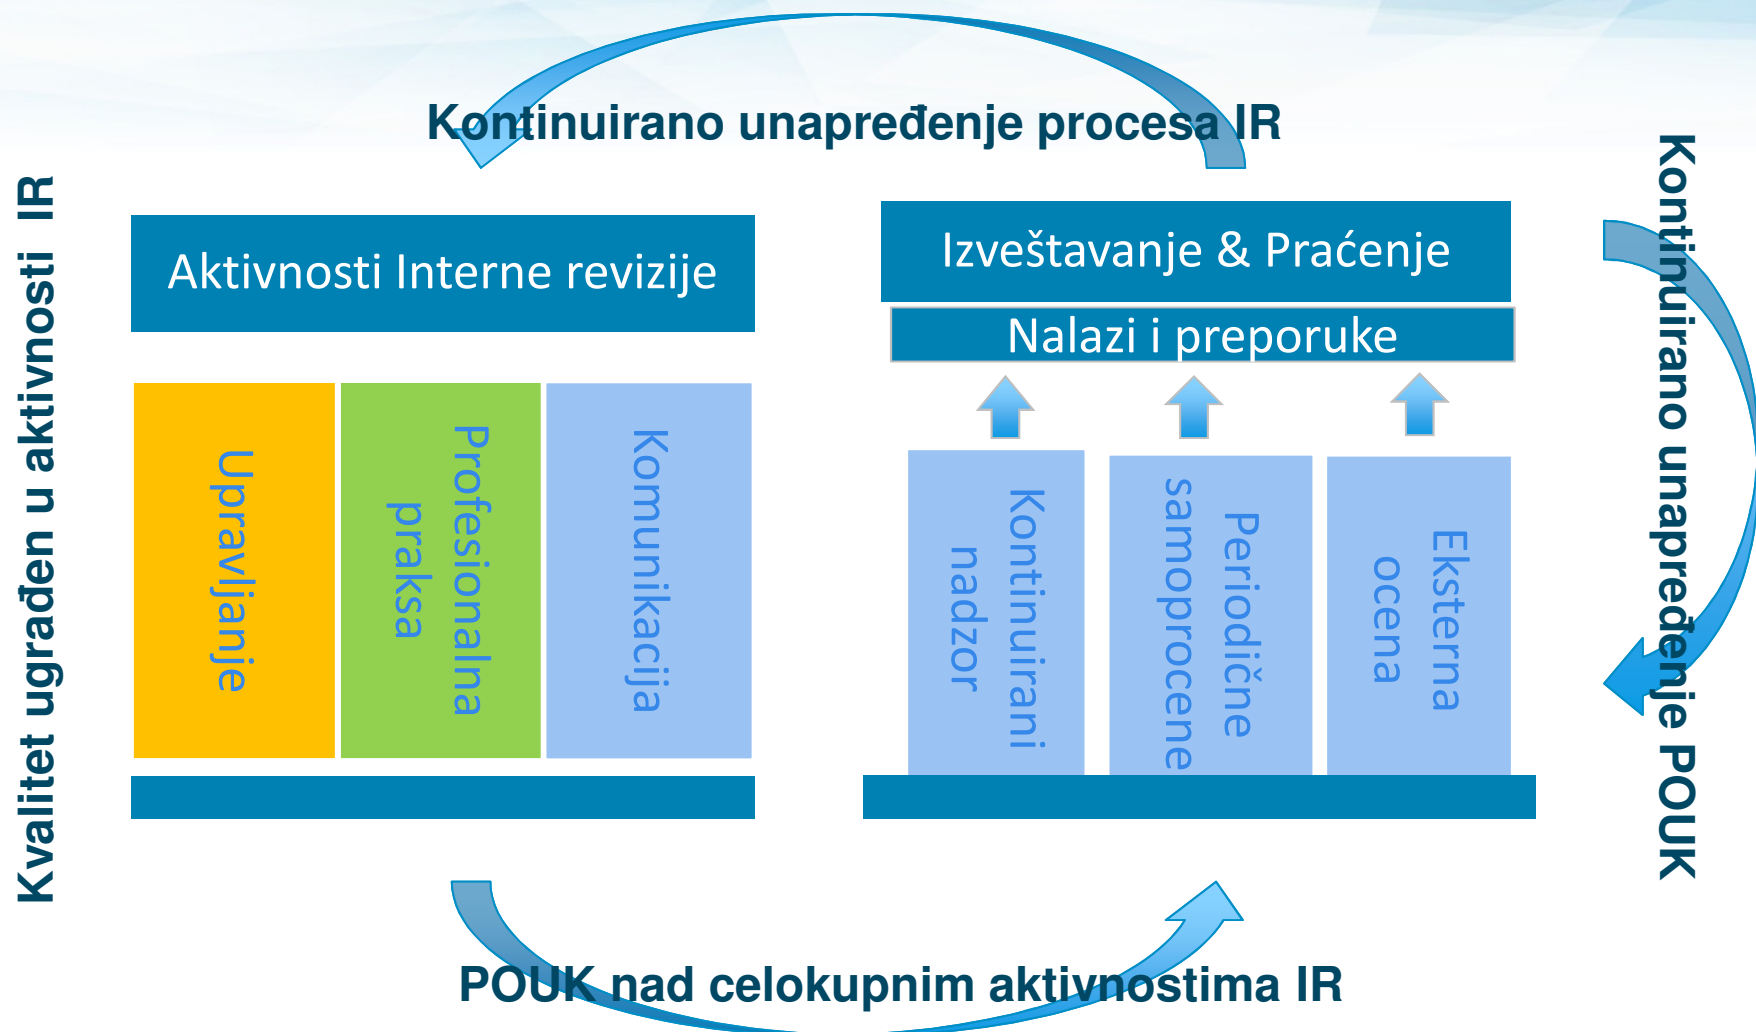 Kontinuirano unapređenje procesa IR
Kvalitet ugrađen u aktivnosti IR
Aktivnosti Interne revizije
Upravljanje
Profesionalna
praksa
Komunikacija
Izveštavanje & Praćenje
Nalazi i preporuke
Kontinuirani
nadzor
Periodične
samoprocene
Eksterna
ocena
Kontinuirano unapređenje POUK
POUK nad celokupnim aktivnostima IR